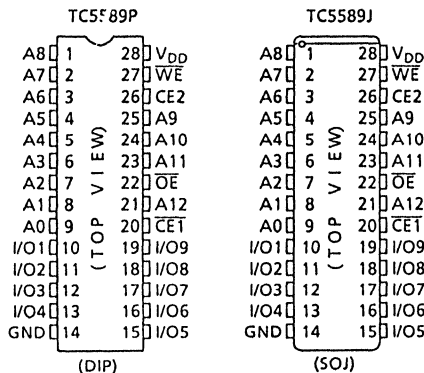 TC5589P
A8 1 28 VDD
A7 2 27 W̅E̅
A6 3 26 CE2
A5 4 25 A9
A4 5 24 A10
A3 6 23 A11
A2 7 22 O̅E̅
A1 8 21 A12
A0 9 20 C̅E̅1̅
I/O1 10 19 I/O9
I/O2 11 18 I/O8
I/O3 12 17 I/O7
I/O4 13 16 I/O6
GND 14 15 I/O5
(TOP VIEW)
(DIP)
TC5589J
A8 1 28 VDD
A7 2 27 W̅E̅
A6 3 26 CE2
A5 4 25 A9
A4 5 24 A10
A3 6 23 A11
A2 7 22 O̅E̅
A1 8 21 A12
A0 9 20 C̅E̅1̅
I/O1 10 19 I/O9
I/O2 11 18 I/O8
I/O3 12 17 I/O7
I/O4 13 16 I/O6
GND 14 15 I/O5
(TOP VIEW)
(SOJ)